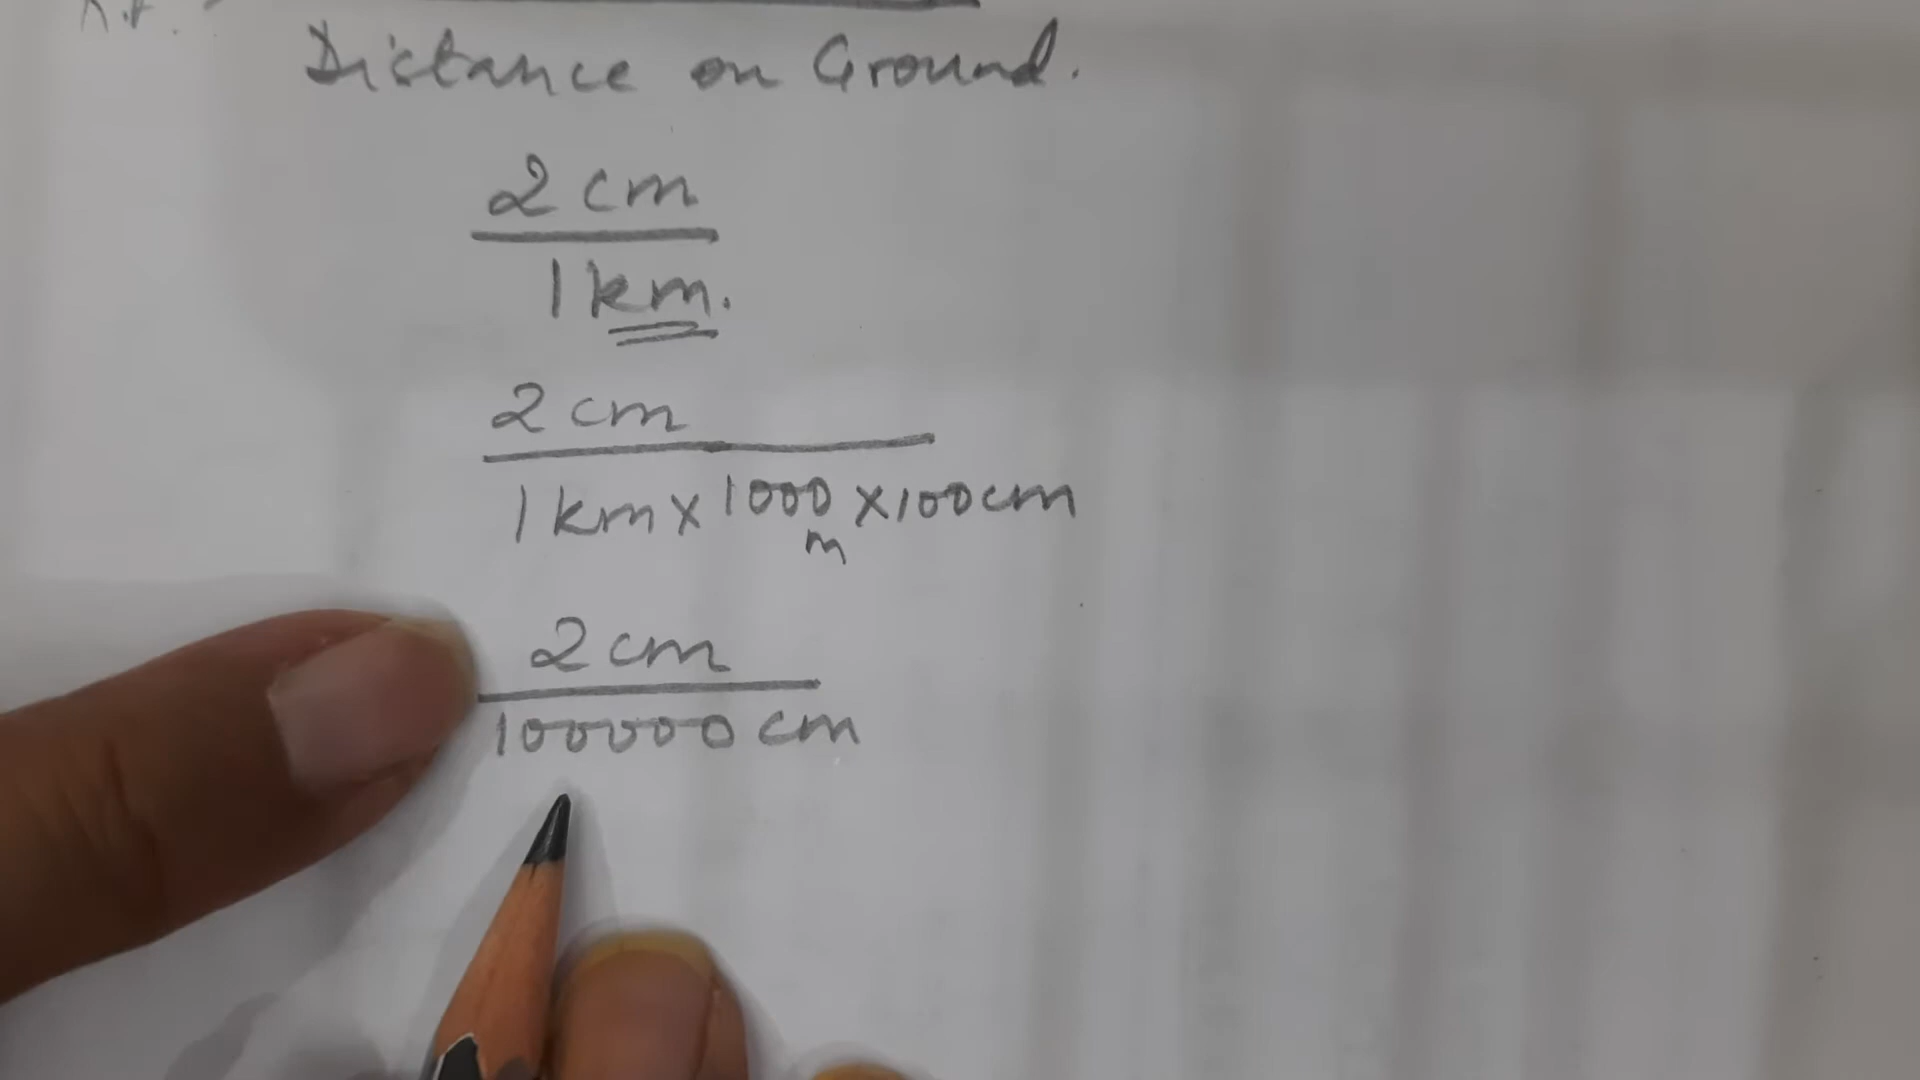 Distance on Ground.
2 cm
1 km.
2 cm
1 km x 1000 x 100 cm
m
2 cm
100000 cm